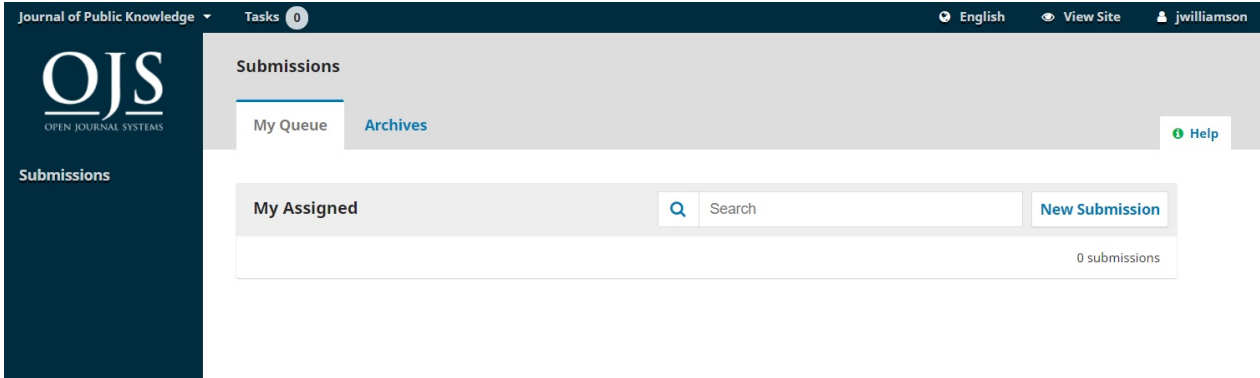 Journal of Public Knowledge Tasks 0 English View Site jwilliamson
OJS
OPEN JOURNAL SYSTEMS
Submissions
Submissions
My Queue Archives
Help
My Assigned Search New Submission
0 submissions